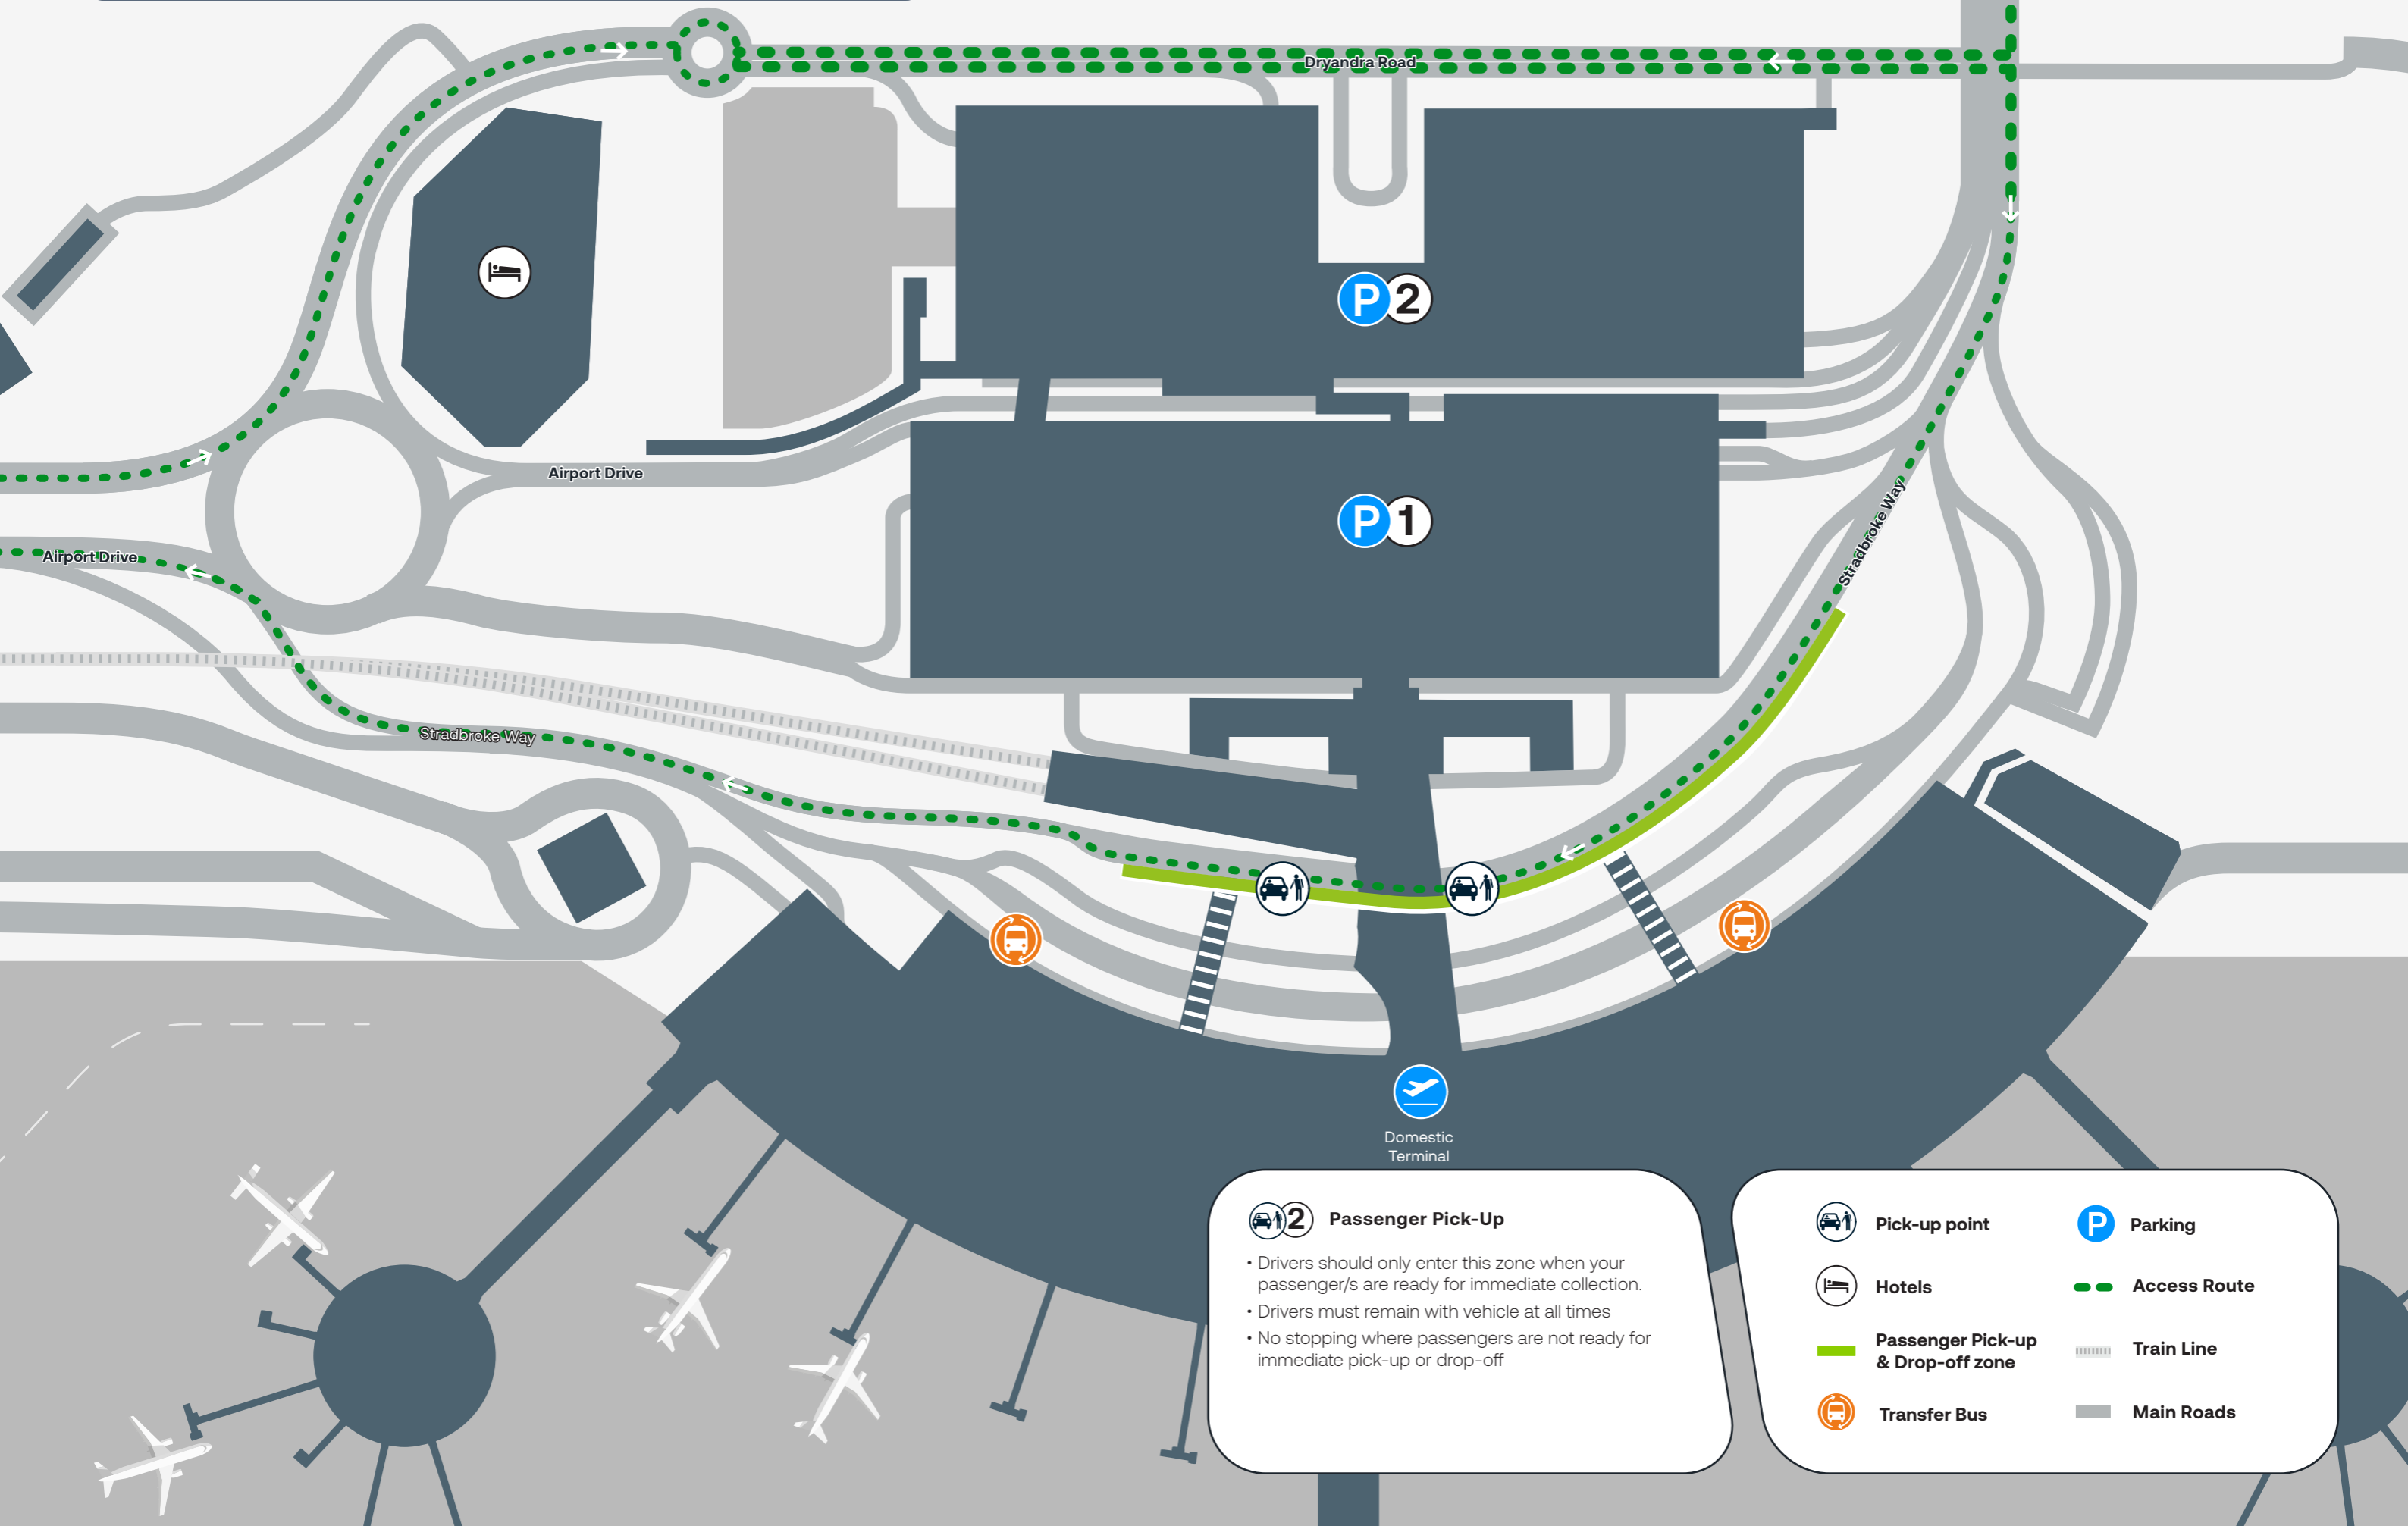 Dryandra Road
P 2
Airport Drive
P 1
Stradbroke Way
Airport Drive
Stradbroke Way
Domestic
Terminal
2 Passenger Pick-Up
• Drivers should only enter this zone when your
passenger/s are ready for immediate collection.
• Drivers must remain with vehicle at all times
• No stopping where passengers are not ready for
immediate pick-up or drop-off
Pick-up point
P Parking
Hotels
Access Route
Passenger Pick-up
& Drop-off zone
Train Line
Transfer Bus
Main Roads